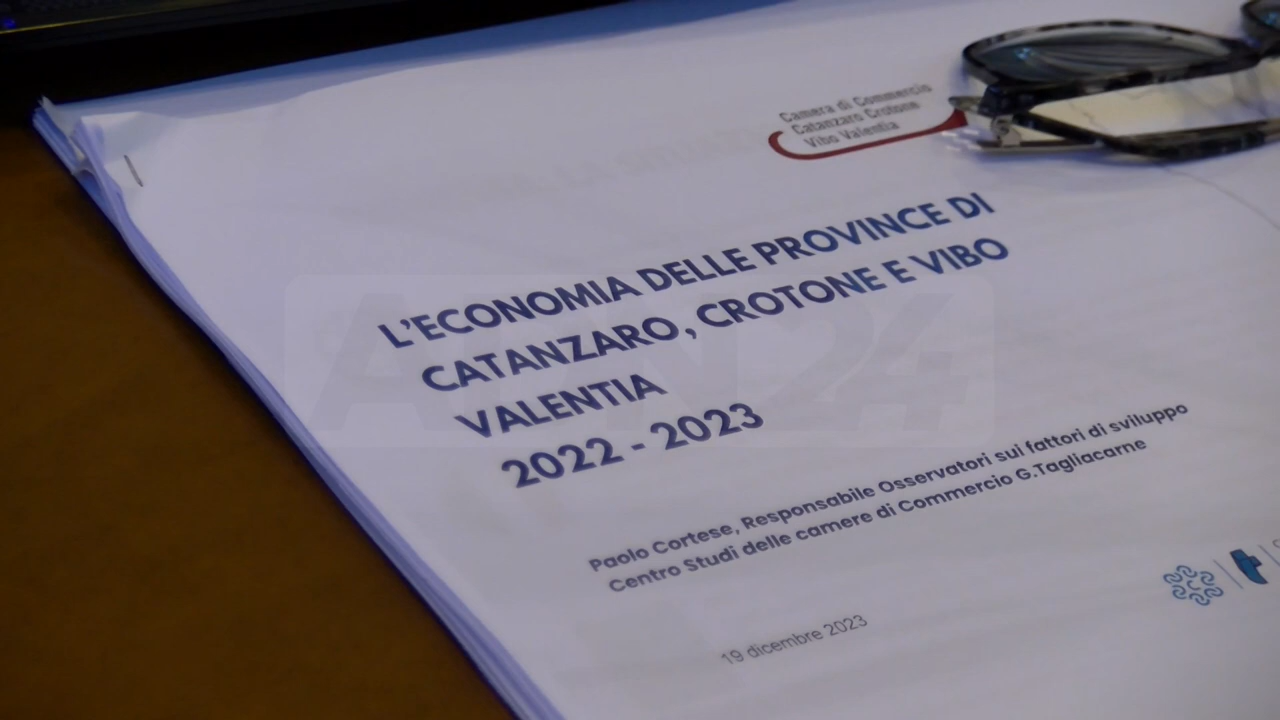 Camera di Commercio
Catanzaro Crotone
Vibo Valentia
L'ECONOMIA DELLE PROVINCE DI
CATANZARO, CROTONE E VIBO
VALENTIA
2022 - 2023
Paolo Cortese, Responsabile Osservatori sui fattori di sviluppo
Centro Studi delle camere di Commercio G.Tagliacarne
19 dicembre 2023